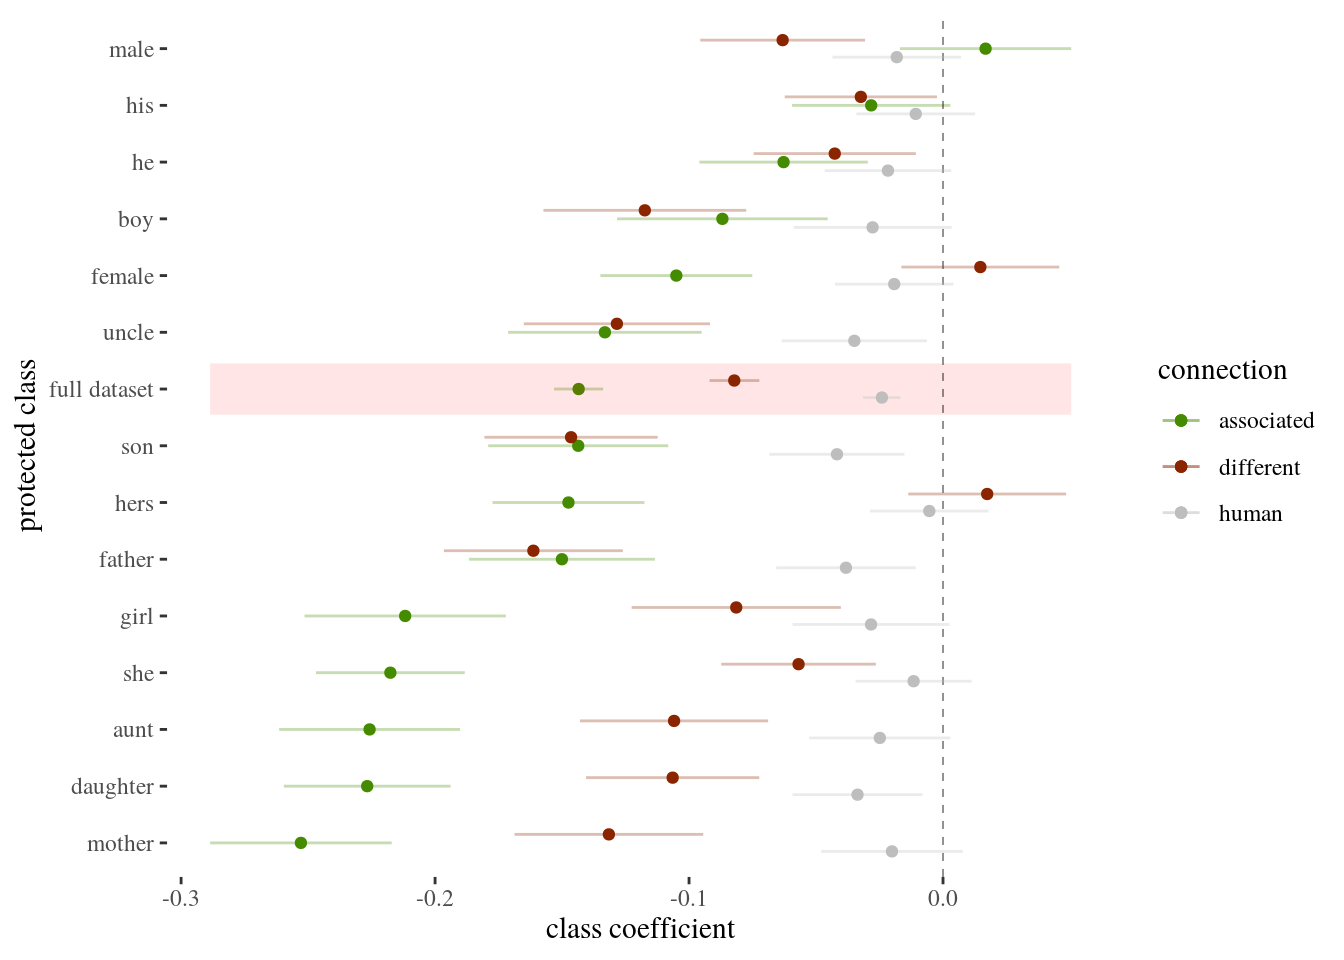 male
his
he
boy
female
uncle
full dataset
son
hers
father
girl
she
aunt
daughter
mother
protected class
-0.3 -0.2 -0.1 0.0
class coefficient
connection
associated
different
human